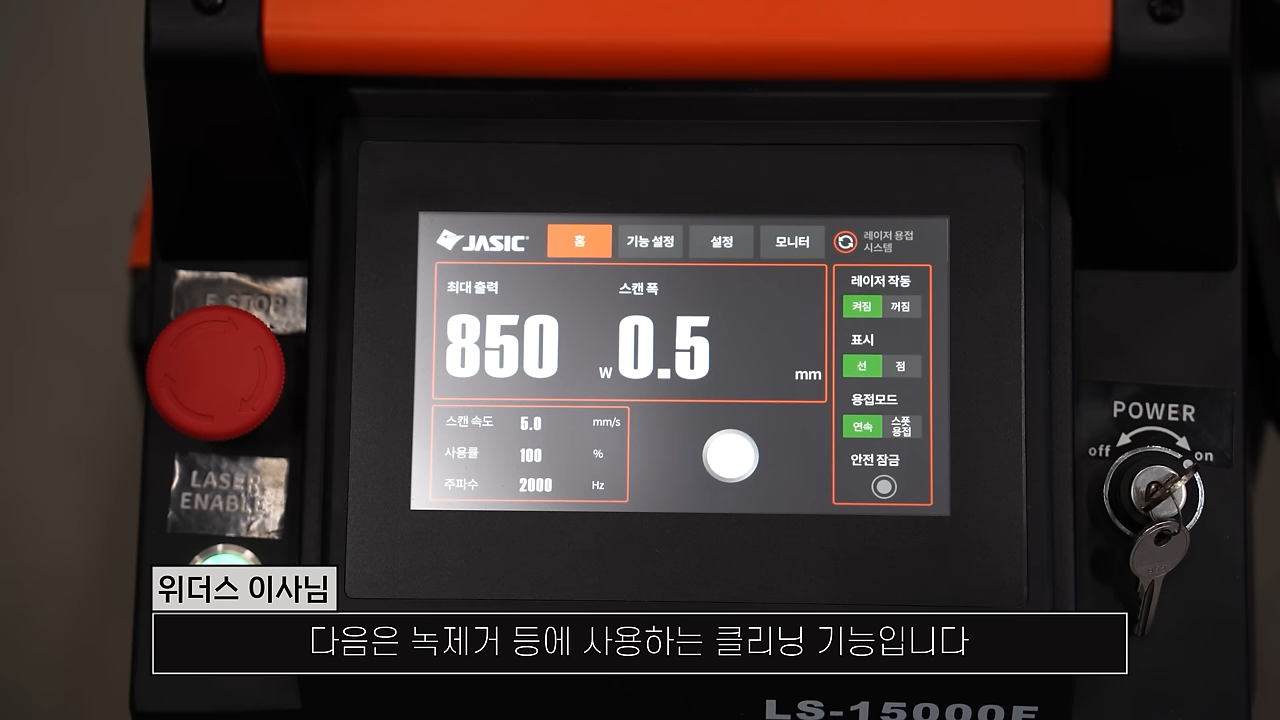 JASIC
홈
기능 설정
설정
모니터
레이저 용접
시스템
최대 출력
스캔 폭
850 W
0.5 mm
레이저 작동
켜짐 꺼짐
표시
선 점
용접모드
연속 스폿
용접
안전 잠금
스캔 속도 5.0 mm/s
사용률 100 %
주파수 2000 Hz
E-STOP
LASER
ENABLE
POWER
off on
위더스 이사님
다음은 녹제거 등에 사용하는 클리닝 기능입니다